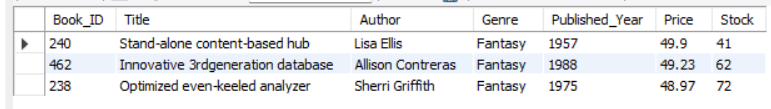 Book_ID Title Author Genre Published_Year Price Stock
240 Stand-alone content-based hub Lisa Ellis Fantasy 1957 49.9 41
462 Innovative 3rdgeneration database Allison Contreras Fantasy 1988 49.23 62
238 Optimized even-keeled analyzer Sherri Griffith Fantasy 1975 48.97 72